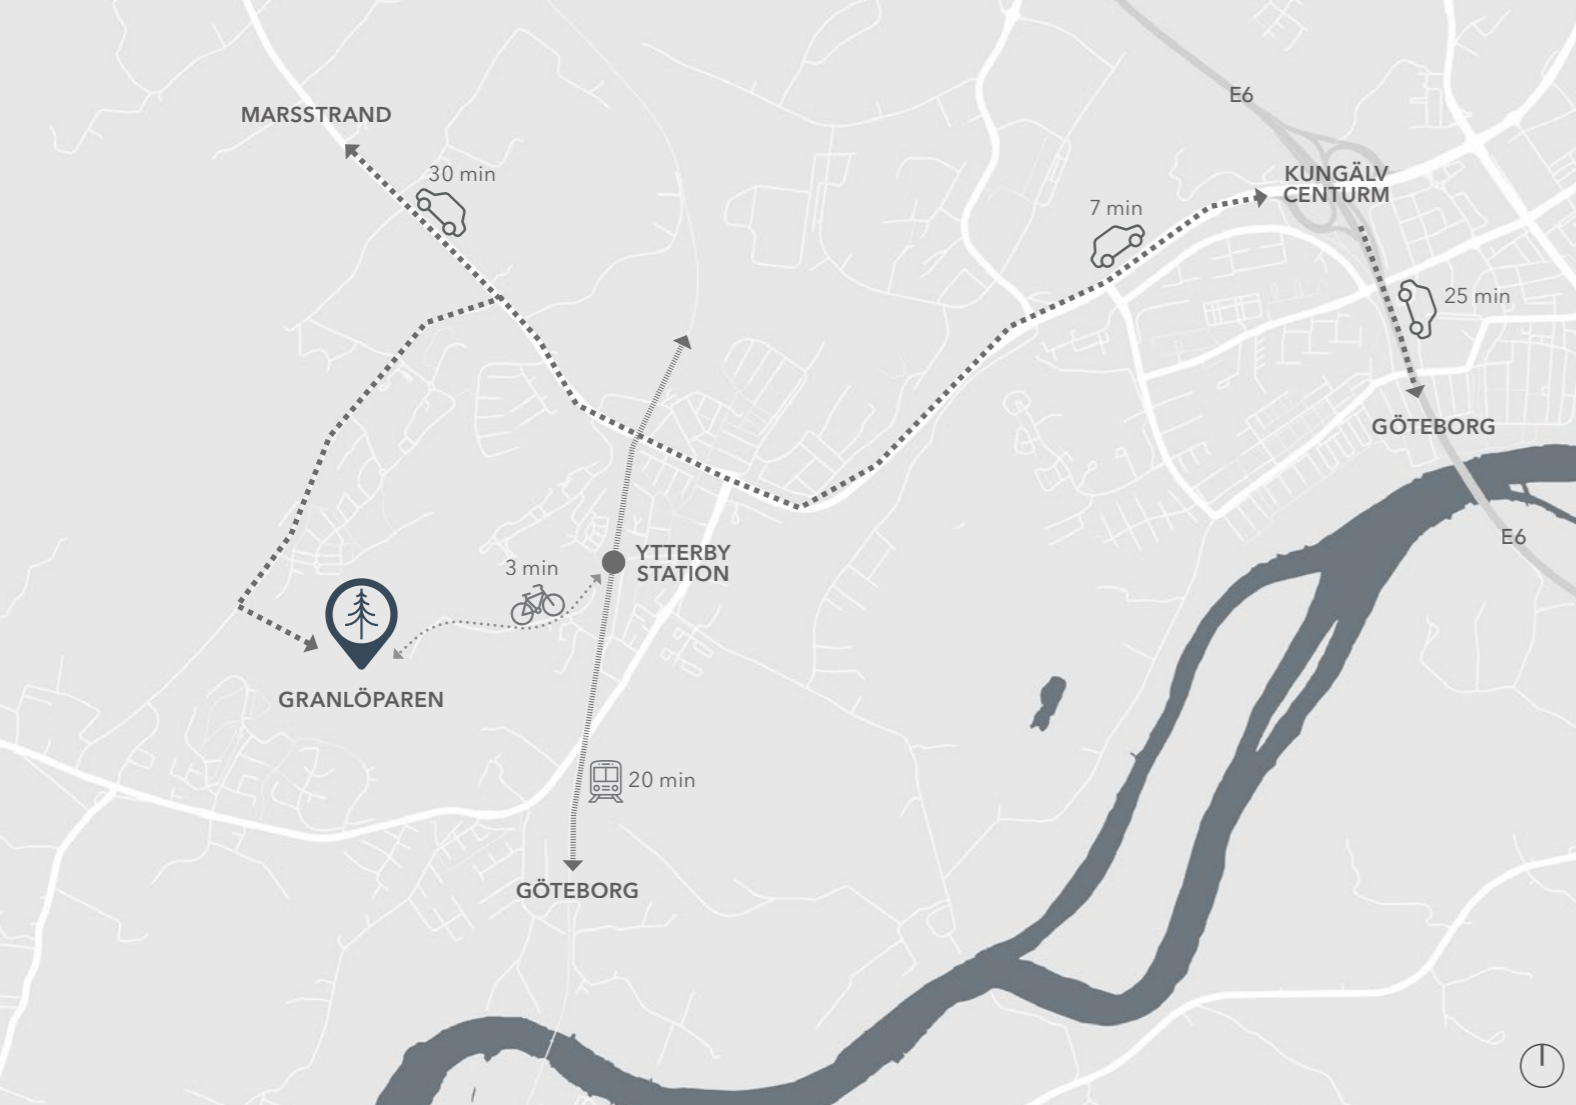 E6
MARSSTRAND
30 min
KUNGÄLV
CENTURM
7 min
25 min
GÖTEBORG
E6
YTTERBY
STATION
3 min
GRANLÖPAREN
20 min
GÖTEBORG